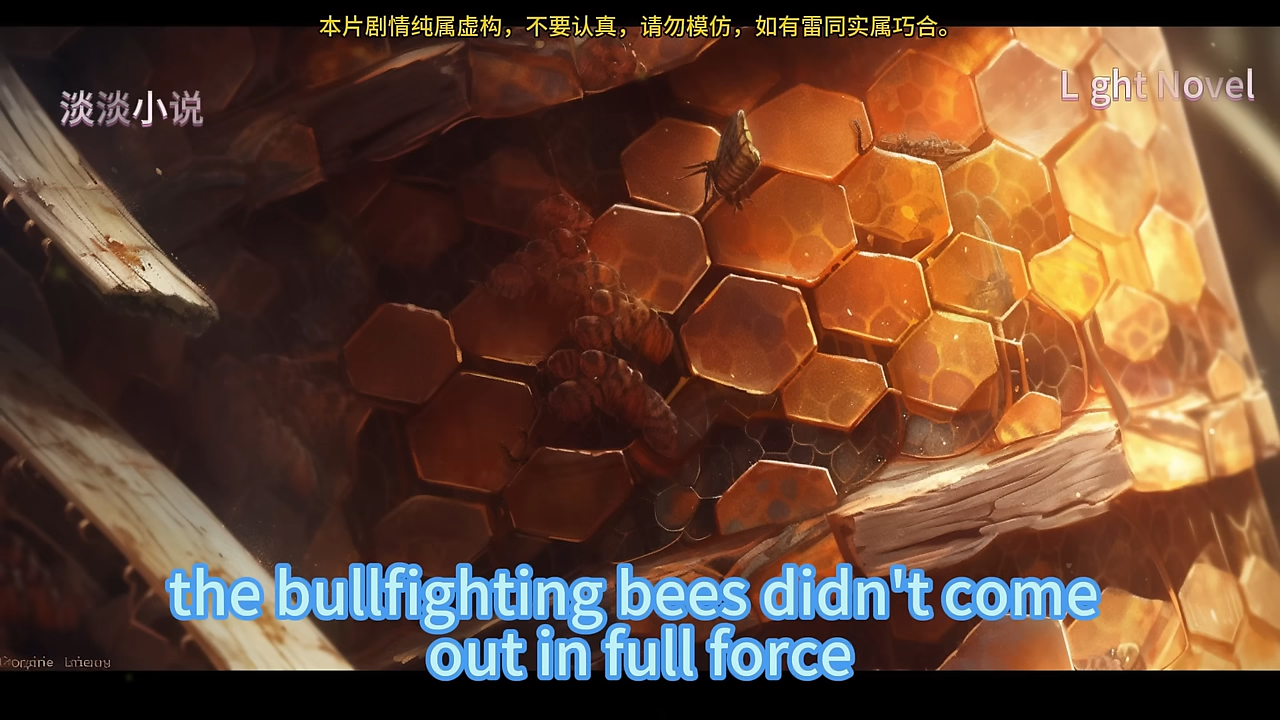 本片剧情纯属虚构，不要认真，请勿模仿，如有雷同实属巧合。
淡淡小说
L ght Novel
the bullfighting bees didn't come
out in full force